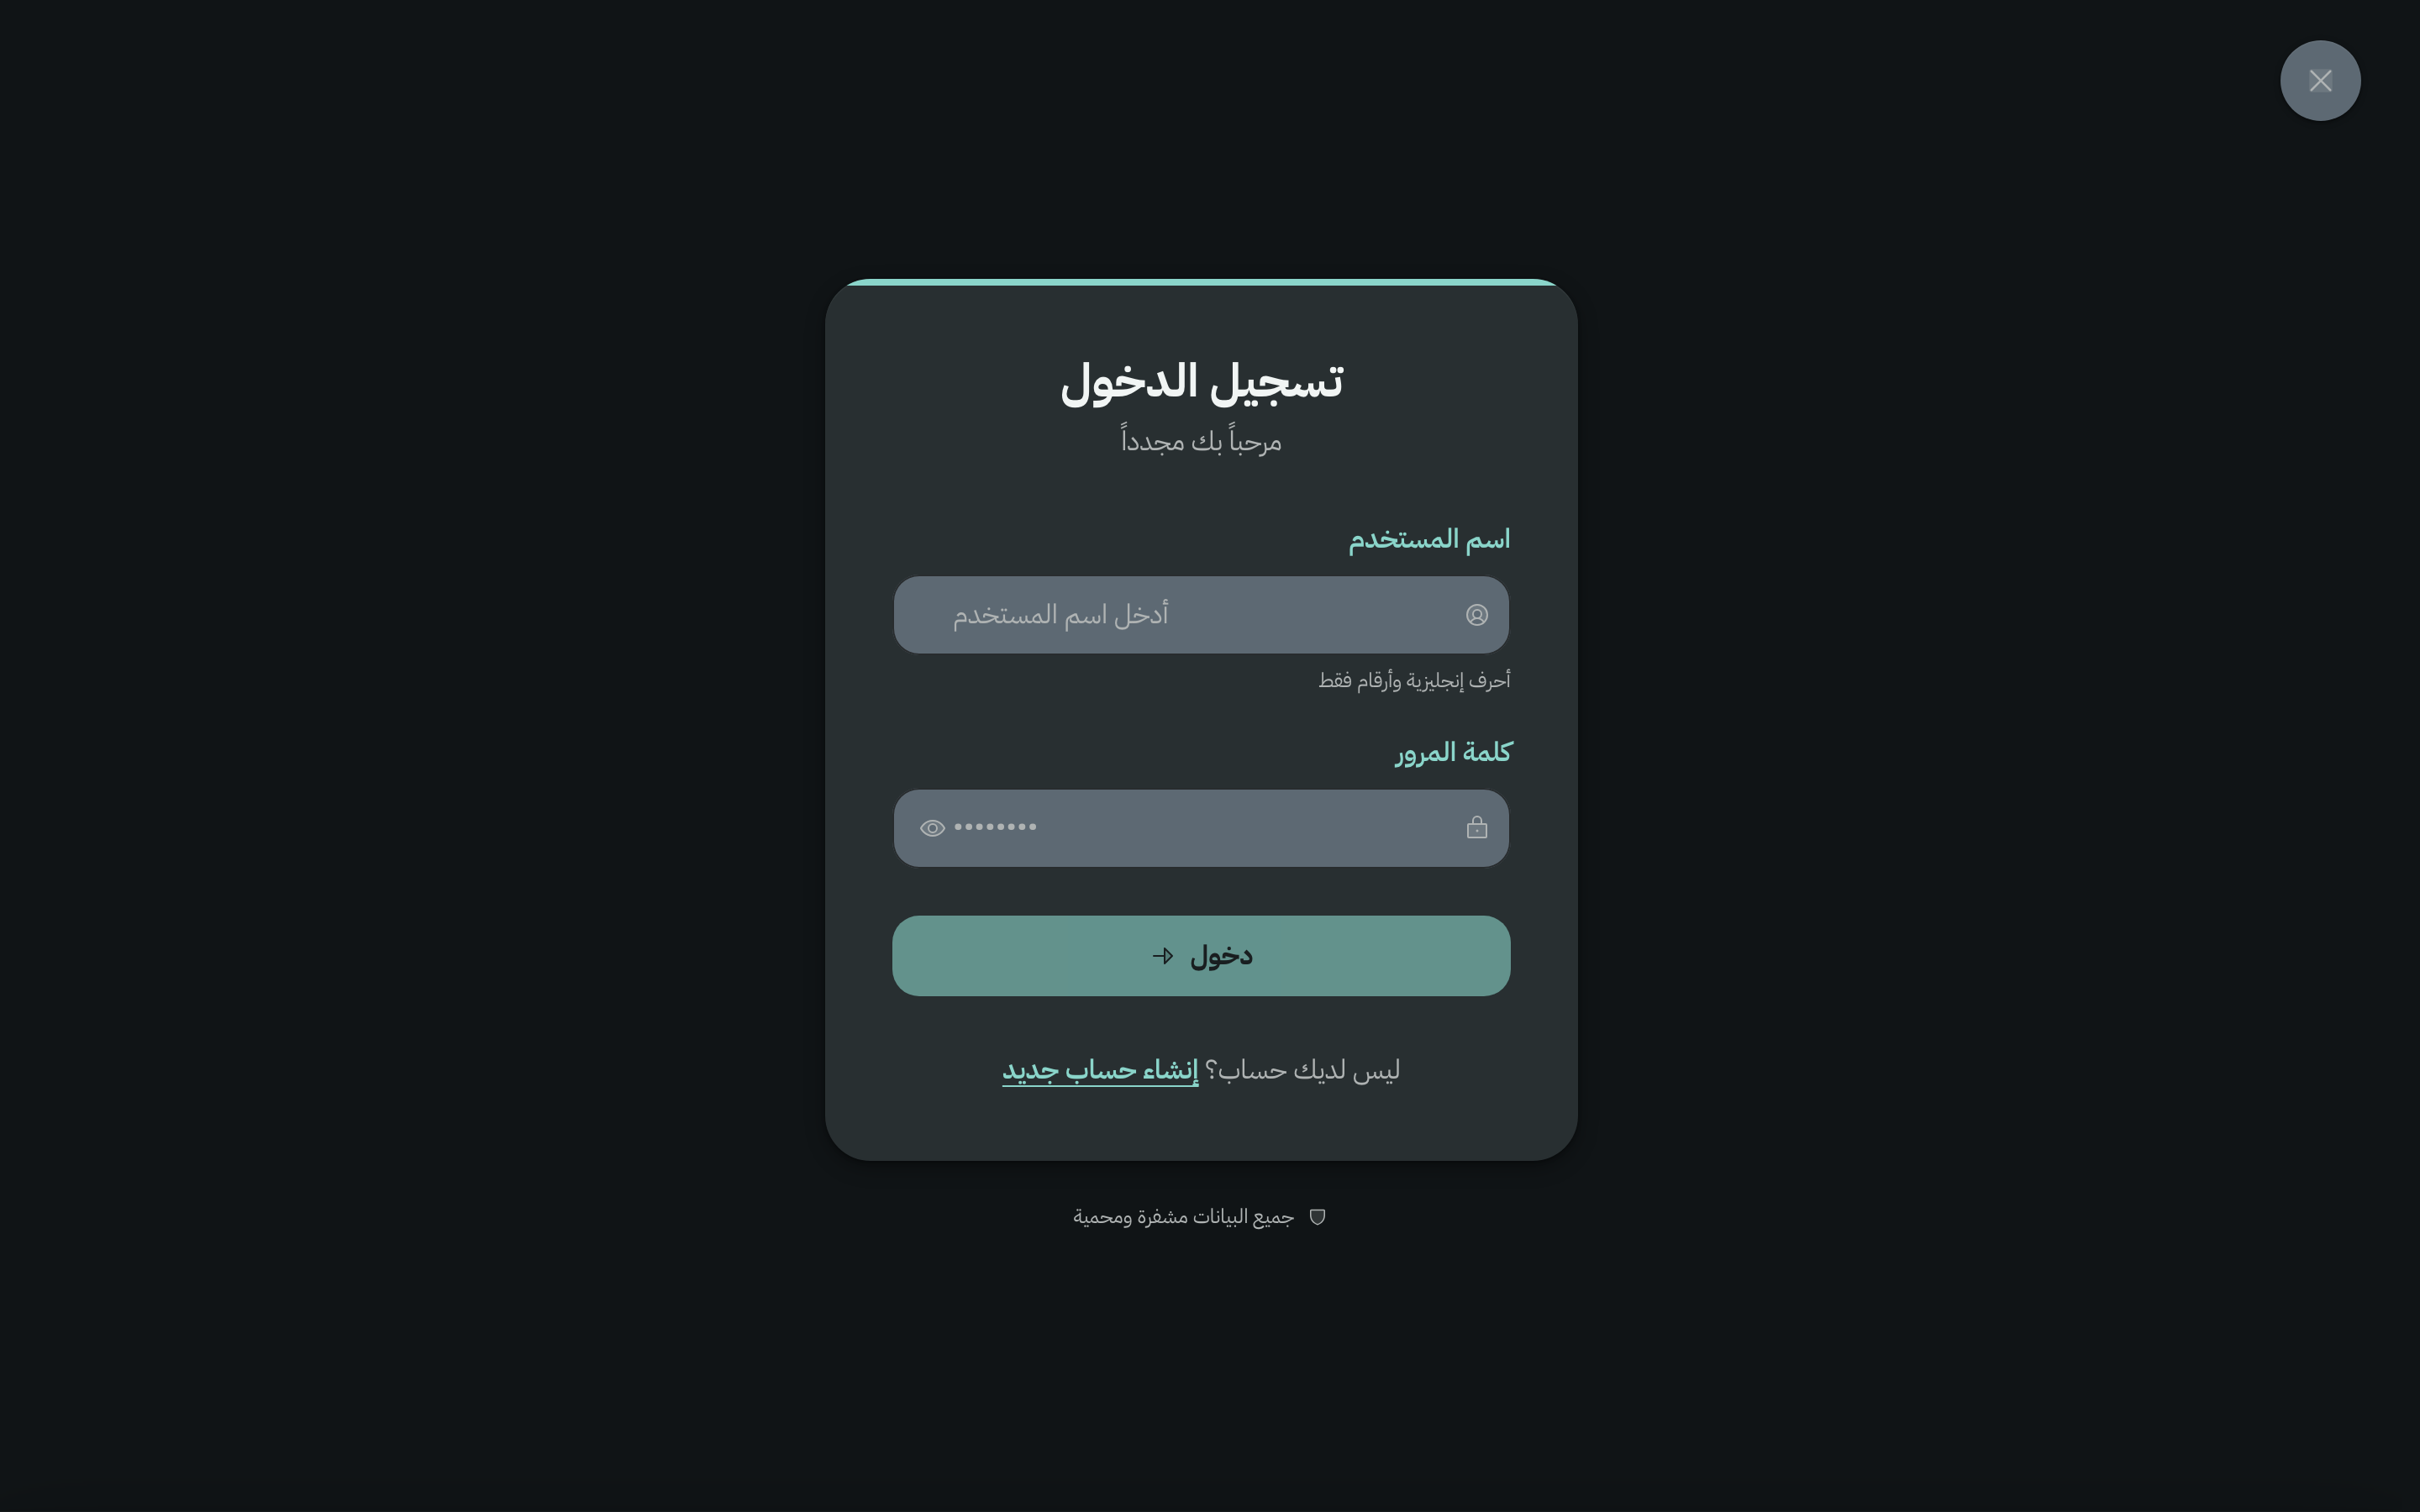 تسجيل الدخول
مرحباً بك مجدداً
اسم المستخدم
أدخل اسم المستخدم
أحرف إنجليزية وأرقام فقط
كلمة المرور
••••••••
دخول
ليس لديك حساب؟ إنشاء حساب جديد
جميع البيانات مشفرة ومحمية